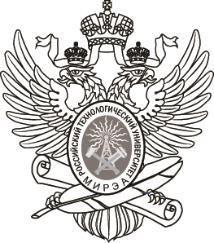 РОССИЙСКИЙ ТЕХНОЛОГИЧЕСКИЙ УНИВЕРСИТЕТ
МИРЭА